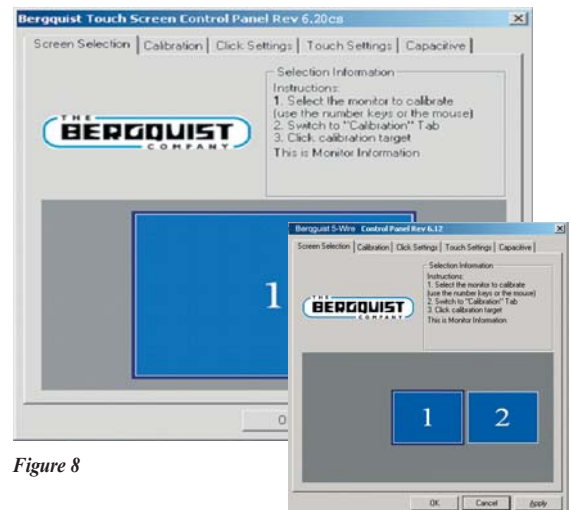 Bergquist Touch Screen Control Panel Rev 6.20cs
Screen Selection Calibration Click Settings Touch Settings Capacitive
Selection Information
Instructions:
1. Select the monitor to calibrate
(use the number keys or the mouse)
2. Switch to "Calibration" Tab
3. Click calibration target
This is Monitor Information
THE
BERGQUIST
COMPANY
1
O
Bergquist 5-Wire Control Panel Rev 6.12
Screen Selection Calibration Click Settings Touch Settings Capacitive
Selection Information
Instructions:
1. Select the monitor to calibrate
(use the number keys or the mouse)
2. Switch to "Calibration" Tab
3. Click calibration target
This is Monitor Information
THE
BERGQUIST
COMPANY
1 2
OK Cancel Apply
Figure 8